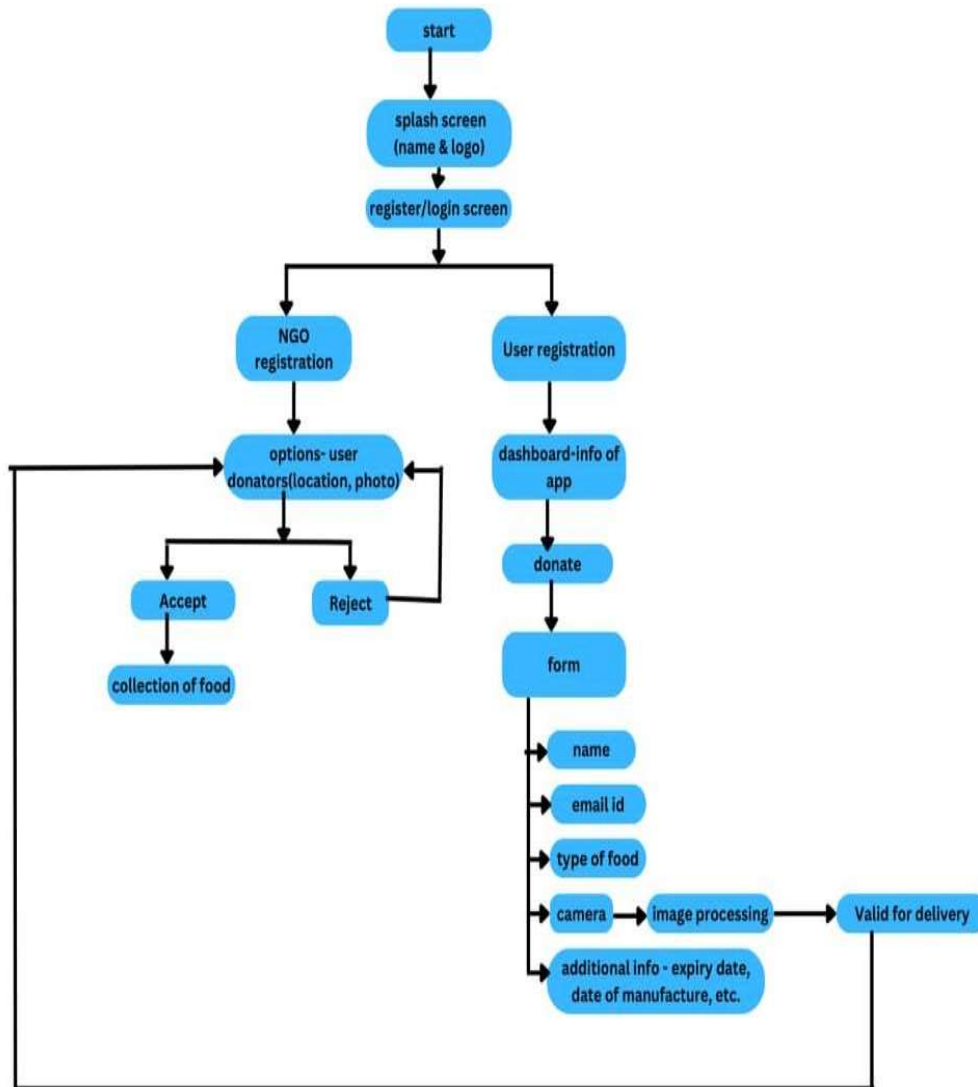 start
splash screen
(name & logo)
register/login screen
NGO
registration
User registration
options- user
donators(location, photo)
dashboard-info of
app
donate
Accept
Reject
form
collection of food
name
email id
type of food
camera
image processing
Valid for delivery
additional info - expiry date,
date of manufacture, etc.